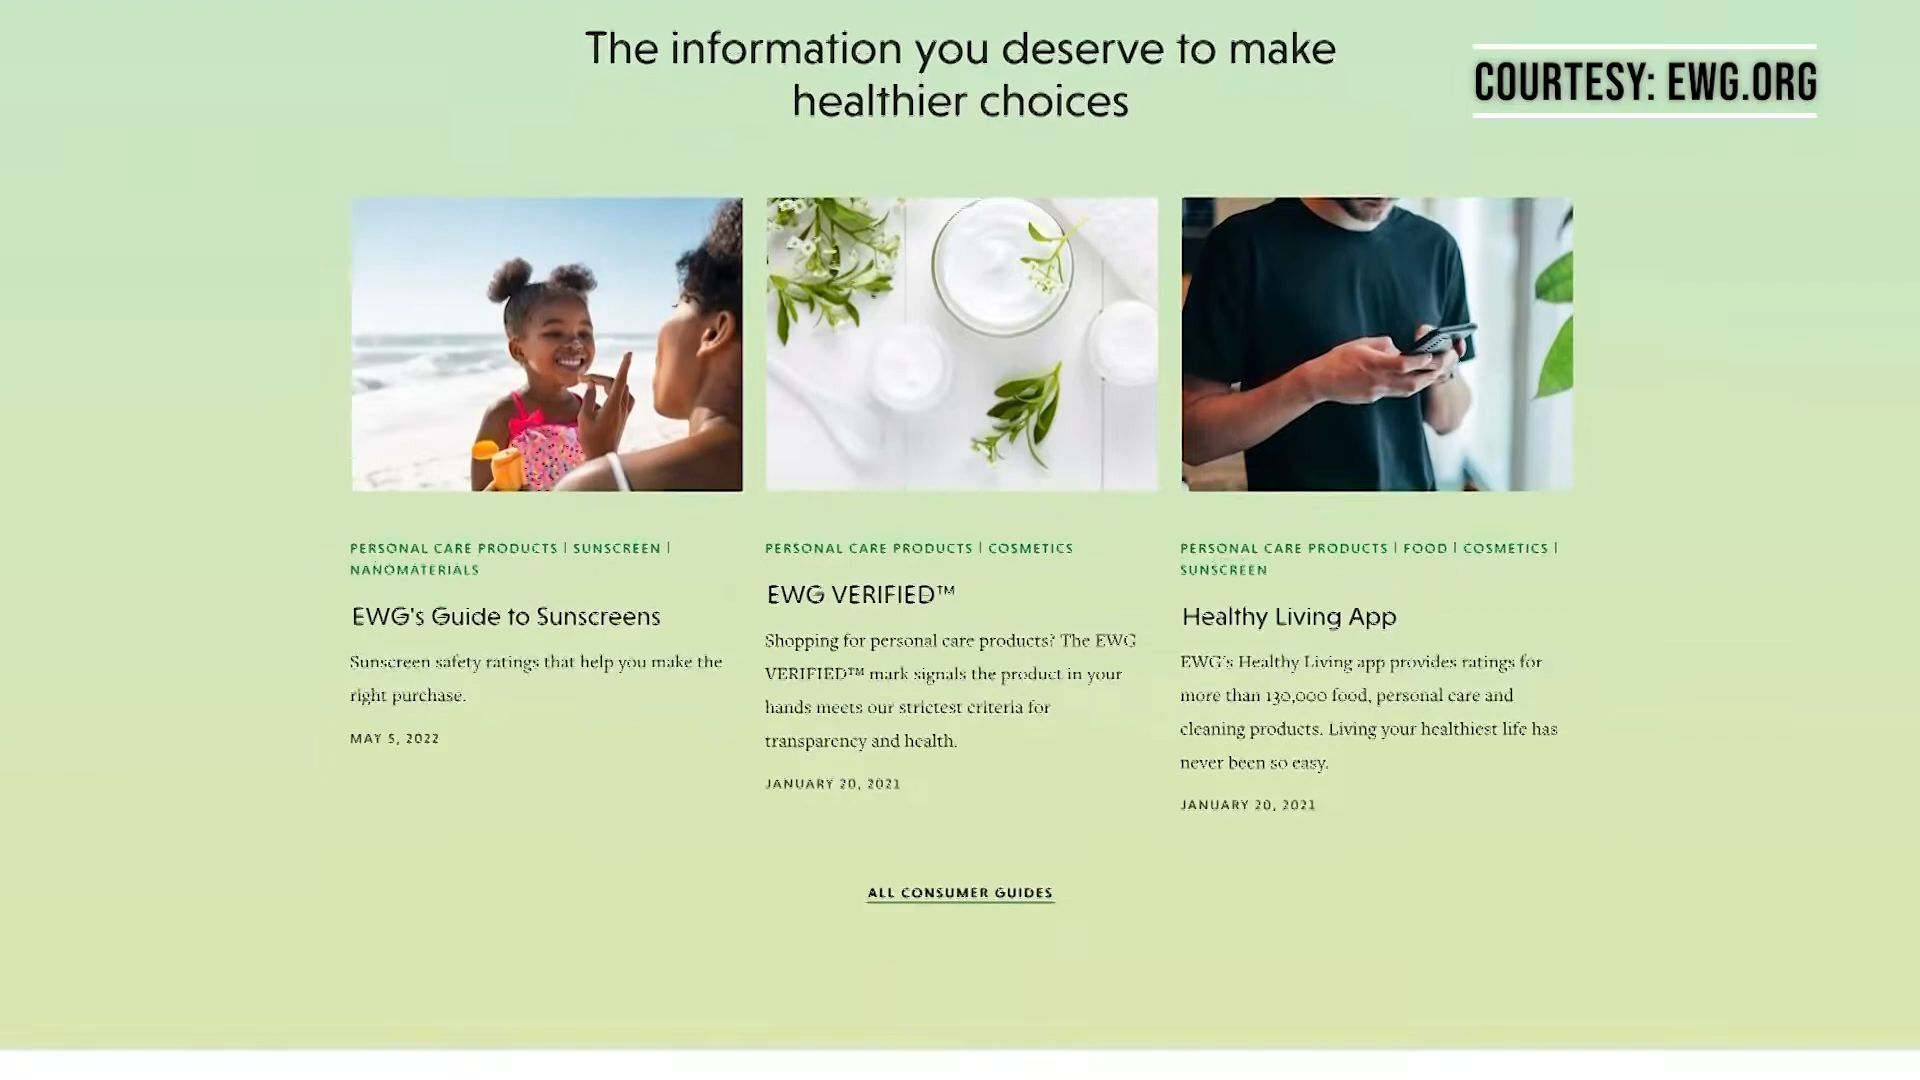 The information you deserve to make
healthier choices
COURTESY: EWG.ORG
PERSONAL CARE PRODUCTS | SUNSCREEN |
NANOMATERIALS
EWG's Guide to Sunscreens
Sunscreen safety ratings that help you make the
right purchase.
MAY 5, 2022
PERSONAL CARE PRODUCTS | COSMETICS
EWG VERIFIED™
Shopping for personal care products? The EWG
VERIFIED™ mark signals the product in your
hands meets our strictest criteria for
transparency and health.
JANUARY 20, 2021
PERSONAL CARE PRODUCTS | FOOD | COSMETICS |
SUNSCREEN
Healthy Living App
EWG's Healthy Living app provides ratings for
more than 130,000 food, personal care and
cleaning products. Living your healthiest life has
never been so easy.
JANUARY 20, 2021
ALL CONSUMER GUIDES